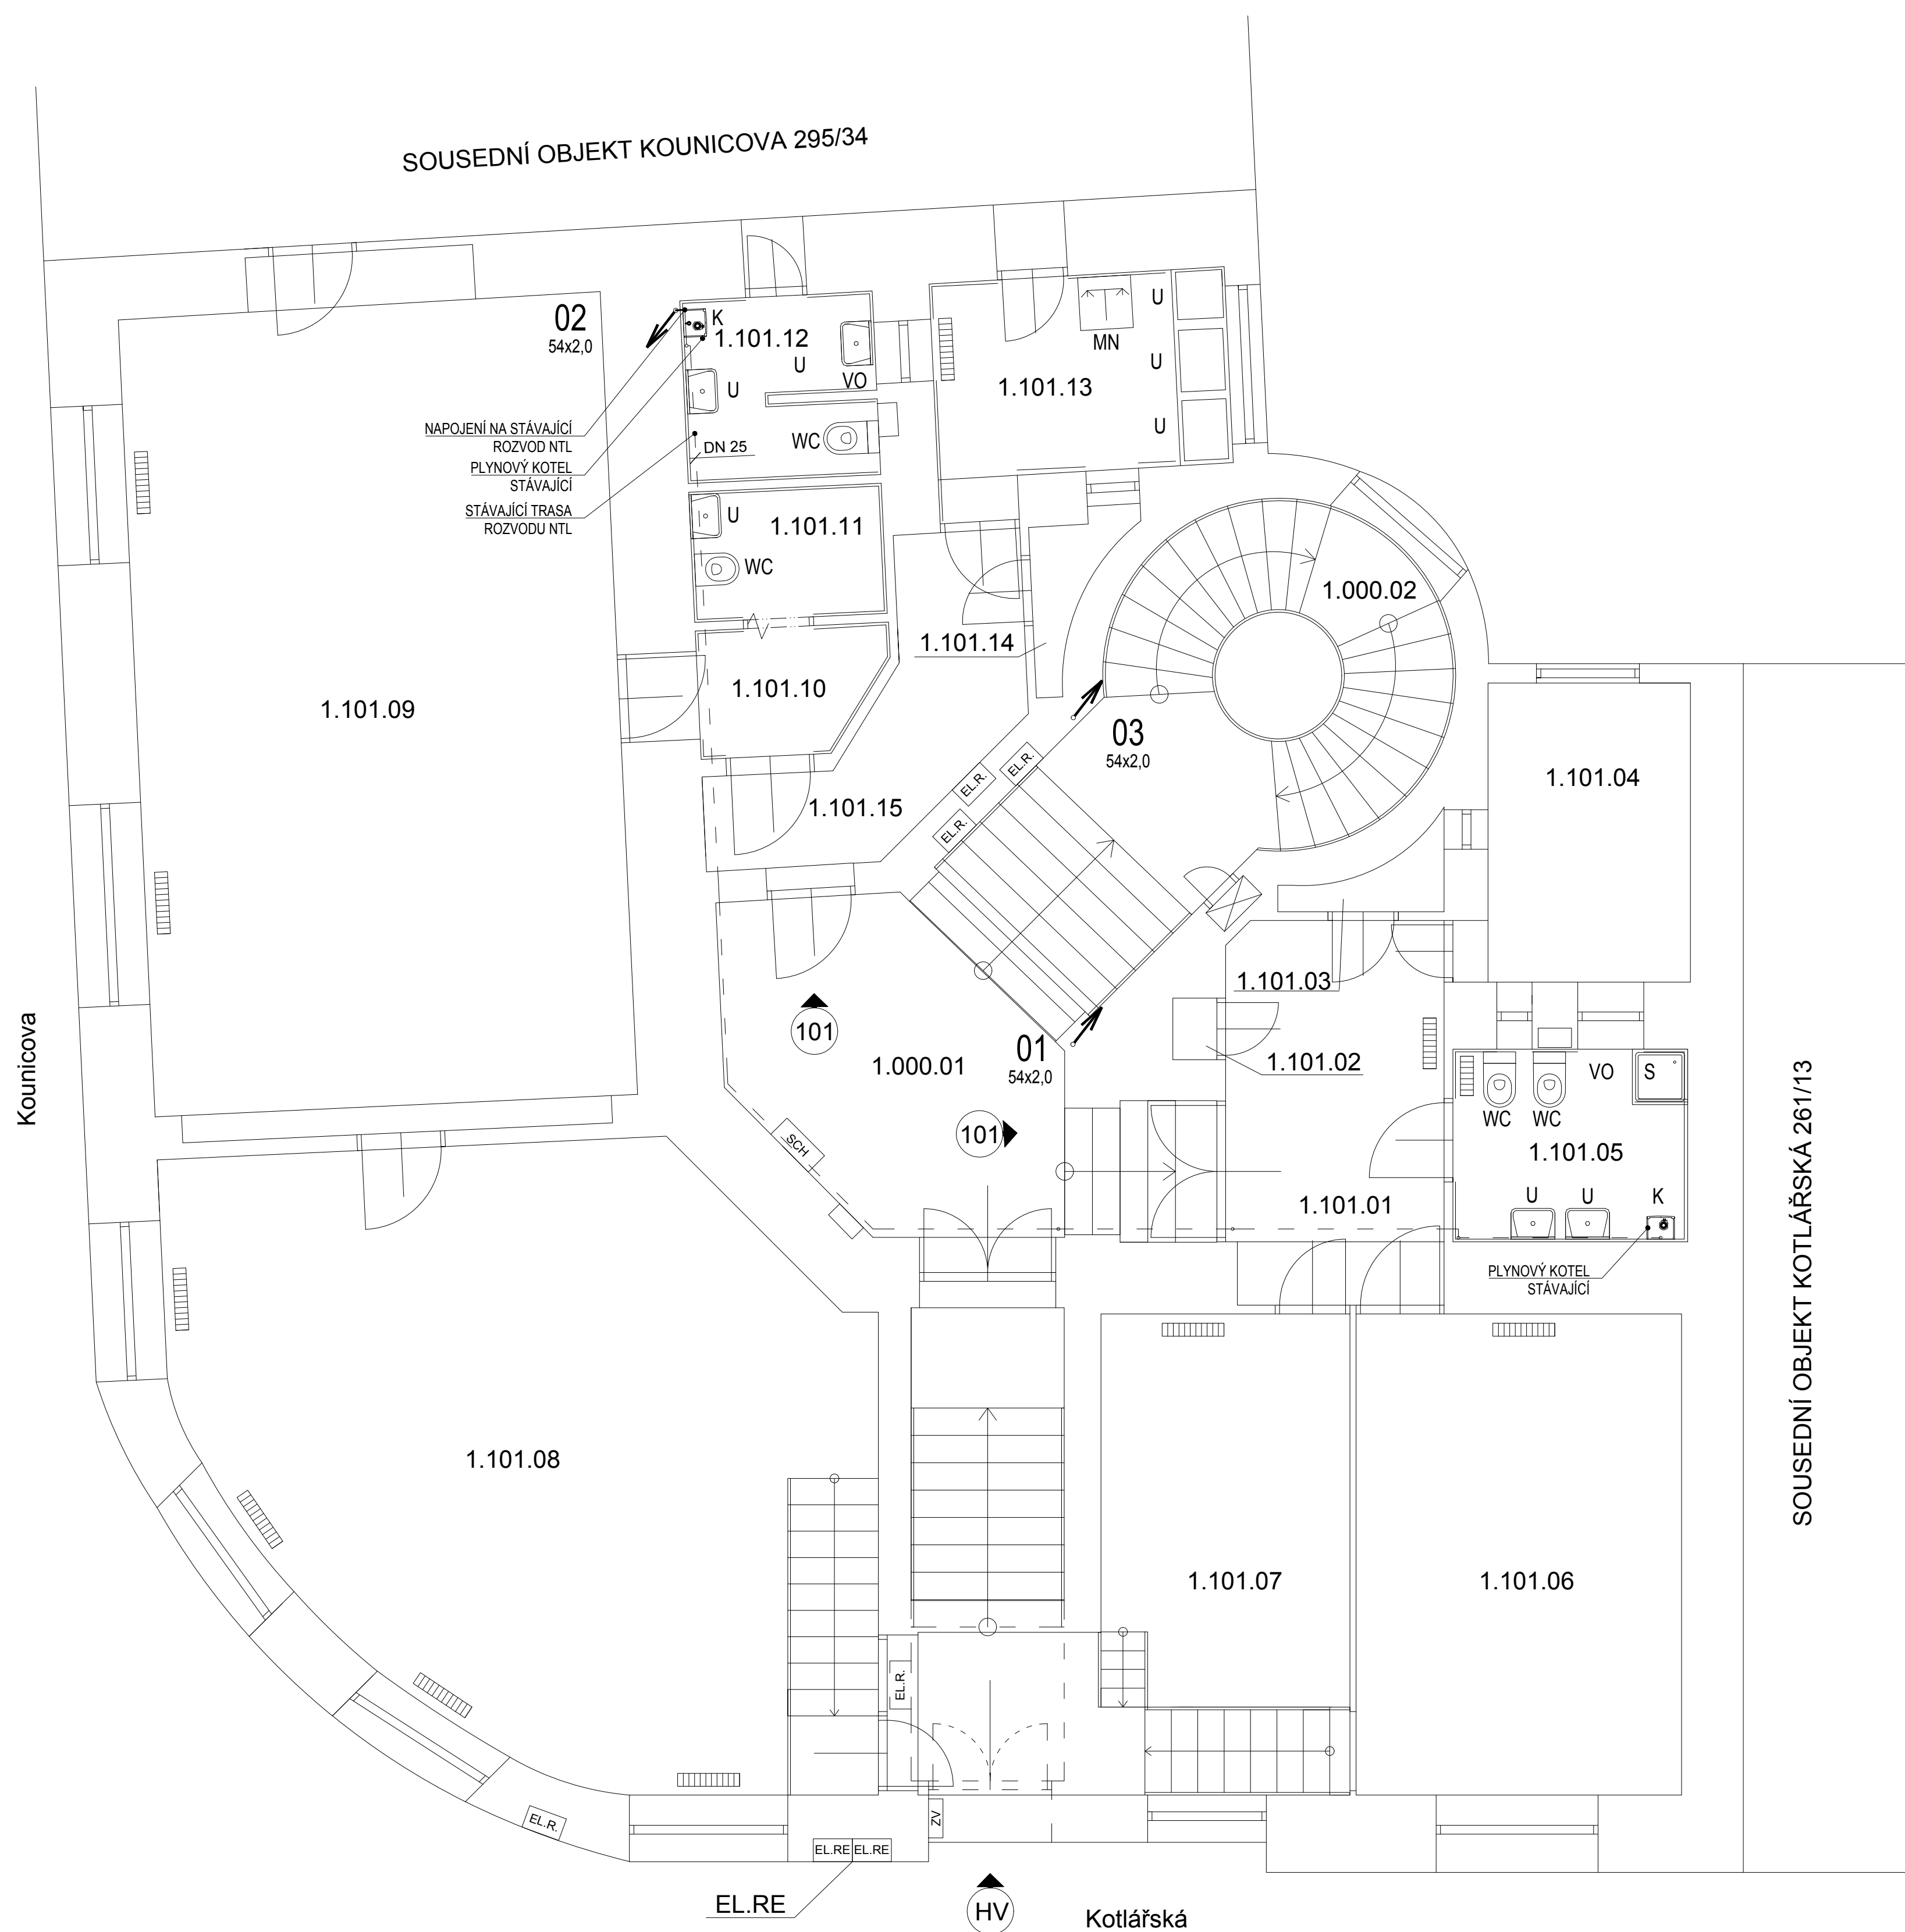 SOUSEDNÍ OBJEKT KOUNICOVA 295/34
02
54x2,0
K
1.101.12
U
U
VO
MN
U
U
U
1.101.13
NAPOJENÍ NA STÁVAJÍCÍ
ROZVOD NTL
PLYNOVÝ KOTEL
STÁVAJÍCÍ
STÁVAJÍCÍ TRASA
ROZVODU NTL
DN 25
WC
U
1.101.11
WC
1.000.02
1.101.14
1.101.10
1.101.09
03
54x2,0
1.101.04
EL.R.
EL.R.
EL.R.
1.101.15
1.101.03
101
1.000.01
01
54x2,0
1.101.02
Kounicova
SOUSEDNÍ OBJEKT KOTLÁŘSKÁ 261/13
VO
S
WC
WC
101
SCH
1.101.05
U
U
K
1.101.01
PLYNOVÝ KOTEL
STÁVAJÍCÍ
1.101.08
1.101.07
1.101.06
EL.R.
EL.R.
ZV
EL.RE
EL.RE
EL.RE
HV
Kotlářská